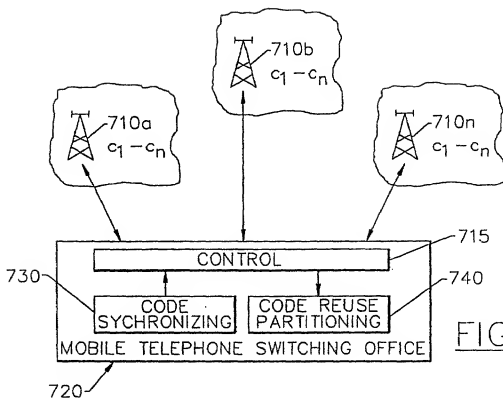 710b
c1-cn
710a
c1-cn
710n
c1-cn
715
CONTROL
730
740
CODE
SYCHRONIZING
CODE REUSE
PARTITIONING
MOBILE TELEPHONE SWITCHING OFFICE
FIG
720